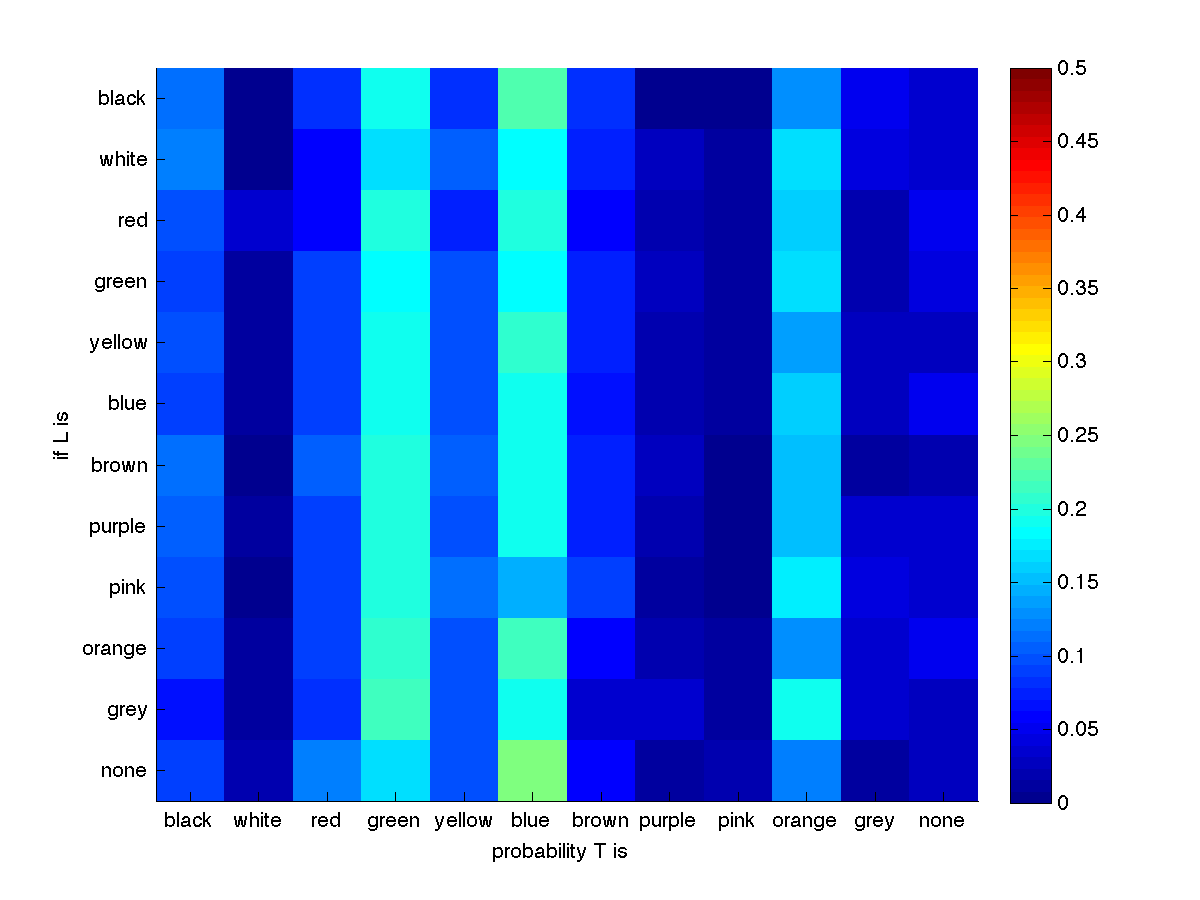 black
white
red
green
yellow
blue
brown
purple
pink
orange
grey
none
if L is
black white red green yellow blue brown purple pink orange grey none
probability T is
0.5
0.45
0.4
0.35
0.3
0.25
0.2
0.15
0.1
0.05
0